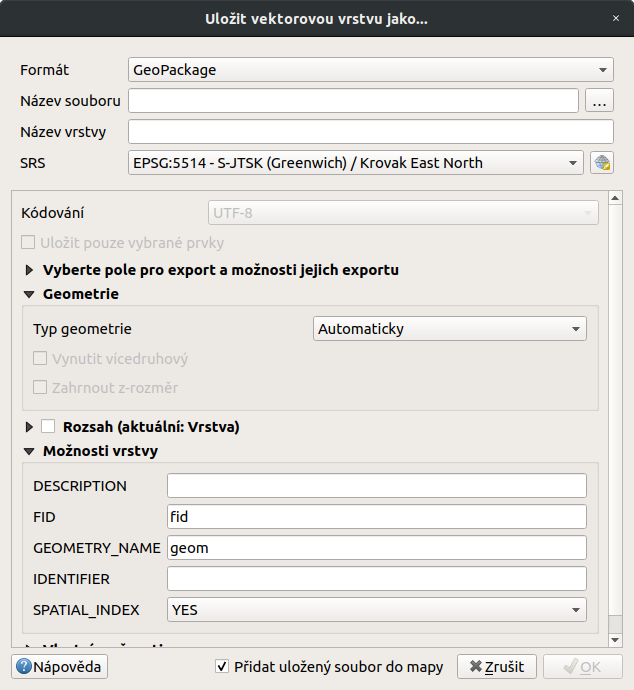 Uložit vektorovou vrstvu jako...
Formát GeoPackage
Název souboru ...
Název vrstvy
SRS EPSG:5514 - S-JTSK (Greenwich) / Krovak East North
Kódování UTF-8
Uložit pouze vybrané prvky
Vyberte pole pro export a možnosti jejich exportu
Geometrie
Typ geometrie Automaticky
Vynutit vícedruhový
Zahrnout z-rozměr
Rozsah (aktuální: Vrstva)
Možnosti vrstvy
DESCRIPTION
FID fid
GEOMETRY_NAME geom
IDENTIFIER
SPATIAL_INDEX YES
Nápověda Přidat uložený soubor do mapy Zrušit OK